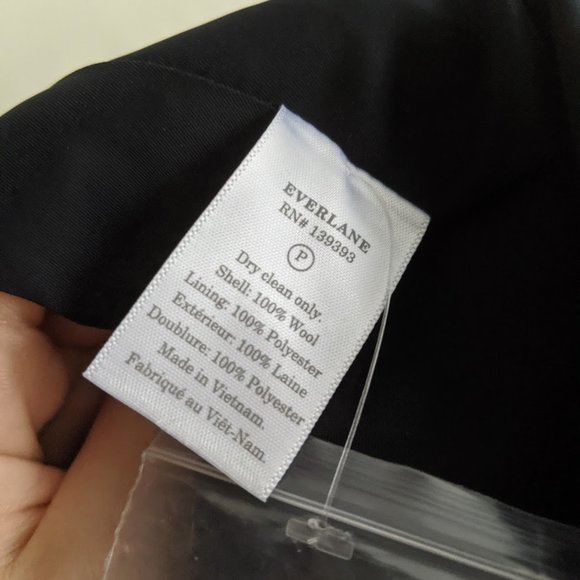 EVERLANE
RN# 139393
P
Dry clean only.
Shell: 100% Wool
Lining: 100% Polyester
Extérieur: 100% Laine
Doublure: 100% Polyester
Made in Vietnam.
Fabriqué au Viêt-Nam.